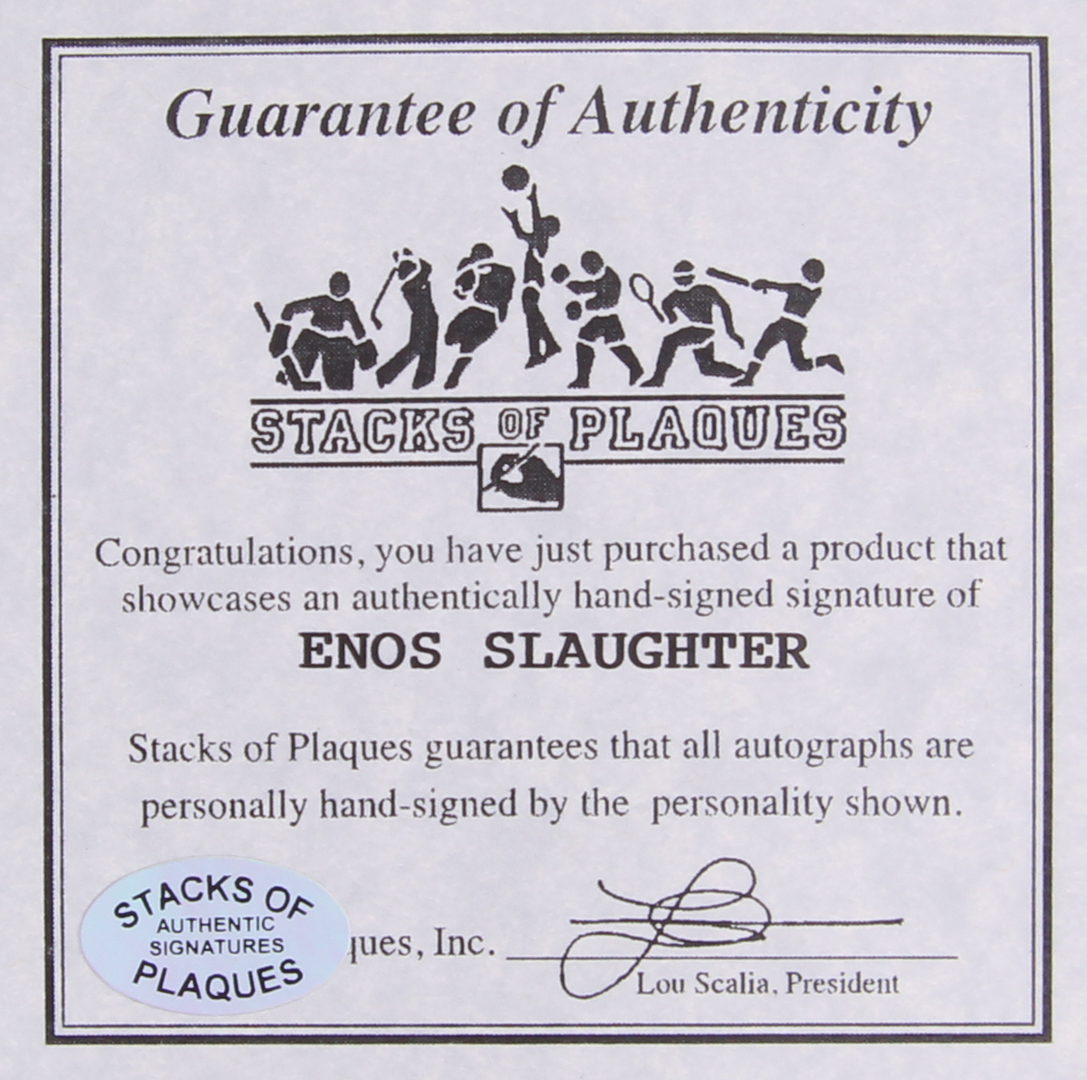 Guarantee of Authenticity
STACKS OF PLAQUES
Congratulations, you have just purchased a product that
showcases an authentically hand-signed signature of
ENOS SLAUGHTER
Stacks of Plaques guarantees that all autographs are
personally hand-signed by the personality shown.
STACKS OF
AUTHENTIC
SIGNATURES
PLAQUES
ques, Inc.
Lou Scalia, President